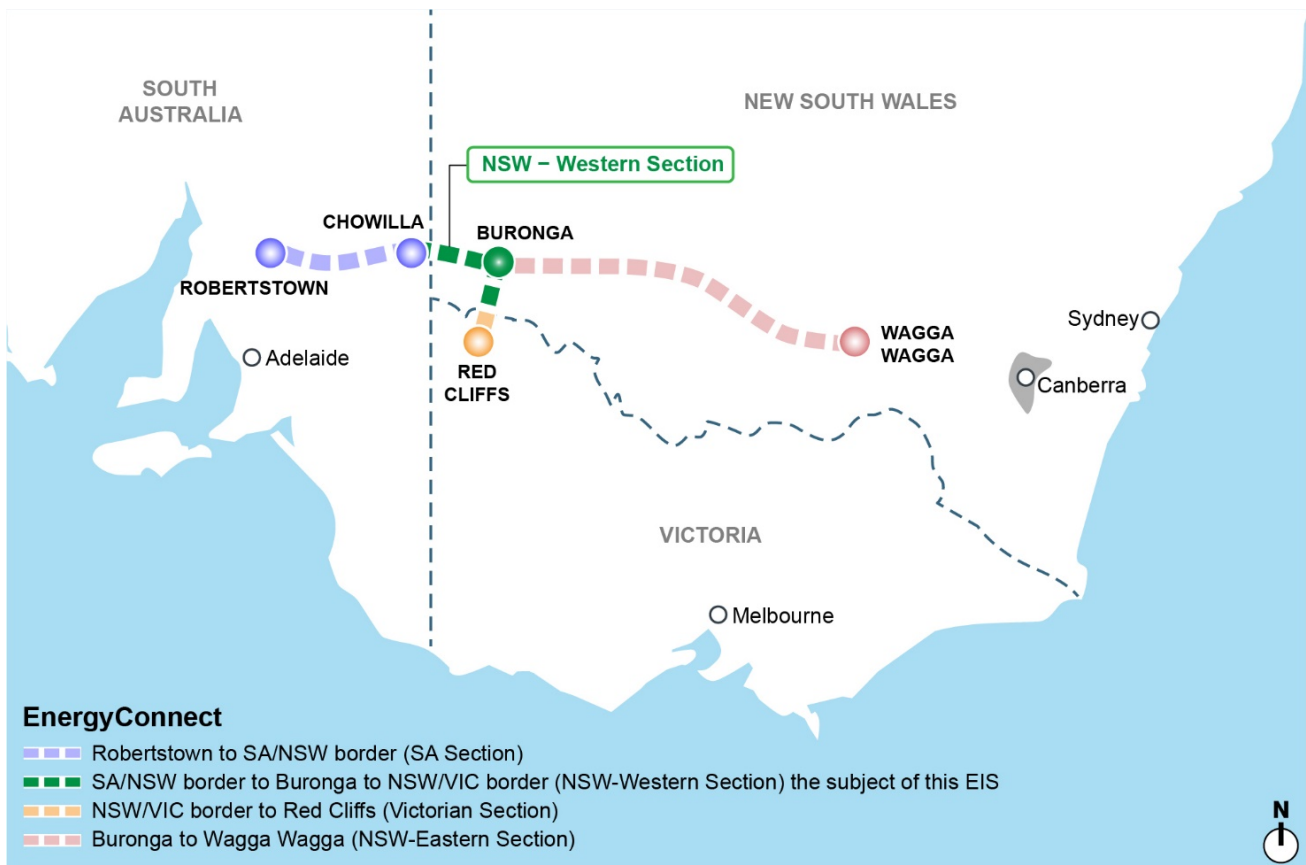 SOUTH
AUSTRALIA
NEW SOUTH WALES
NSW – Western Section
CHOWILLA
BURONGA
ROBERTSTOWN
Adelaide
RED
CLIFFS
WAGGA
WAGGA
Sydney
Canberra
VICTORIA
Melbourne
EnergyConnect
Robertstown to SA/NSW border (SA Section)
SA/NSW border to Buronga to NSW/VIC border (NSW-Western Section) the subject of this EIS
NSW/VIC border to Red Cliffs (Victorian Section)
Buronga to Wagga Wagga (NSW-Eastern Section)
N